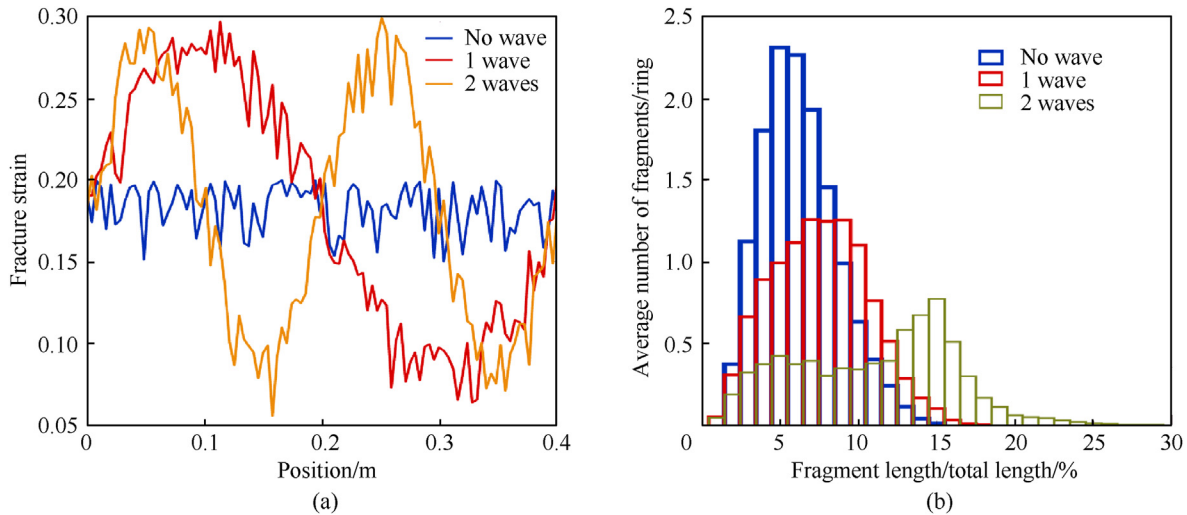 0.30
0.25
0.20
0.15
0.10
0.05
Fracture strain
No wave
1 wave
2 waves
0 0.1 0.2 0.3 0.4
Position/m
(a)
2.5
2.0
1.5
1.0
0.5
Average number of fragments/ring
No wave
1 wave
2 waves
0 5 10 15 20 25 30
Fragment length/total length/%
(b)